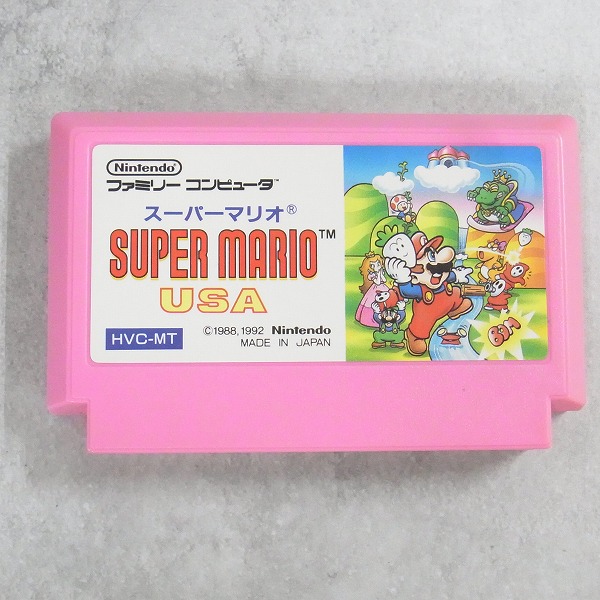 Nintendo®
ファミリー コンピュータ™
スーパーマリオ®
SUPER MARIO™
USA
HVC-MT
©1988,1992 Nintendo
MADE IN JAPAN